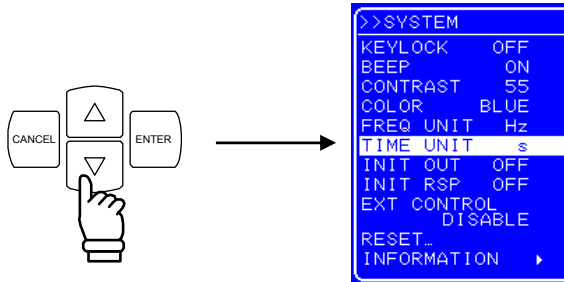 CANCEL
ENTER
>>SYSTEM
KEYLOCK OFF
BEEP ON
CONTRAST 55
COLOR BLUE
FREQ UNIT Hz
TIME UNIT s
INIT OUT OFF
INIT RSP OFF
EXT CONTROL
DISABLE
RESET…
INFORMATION